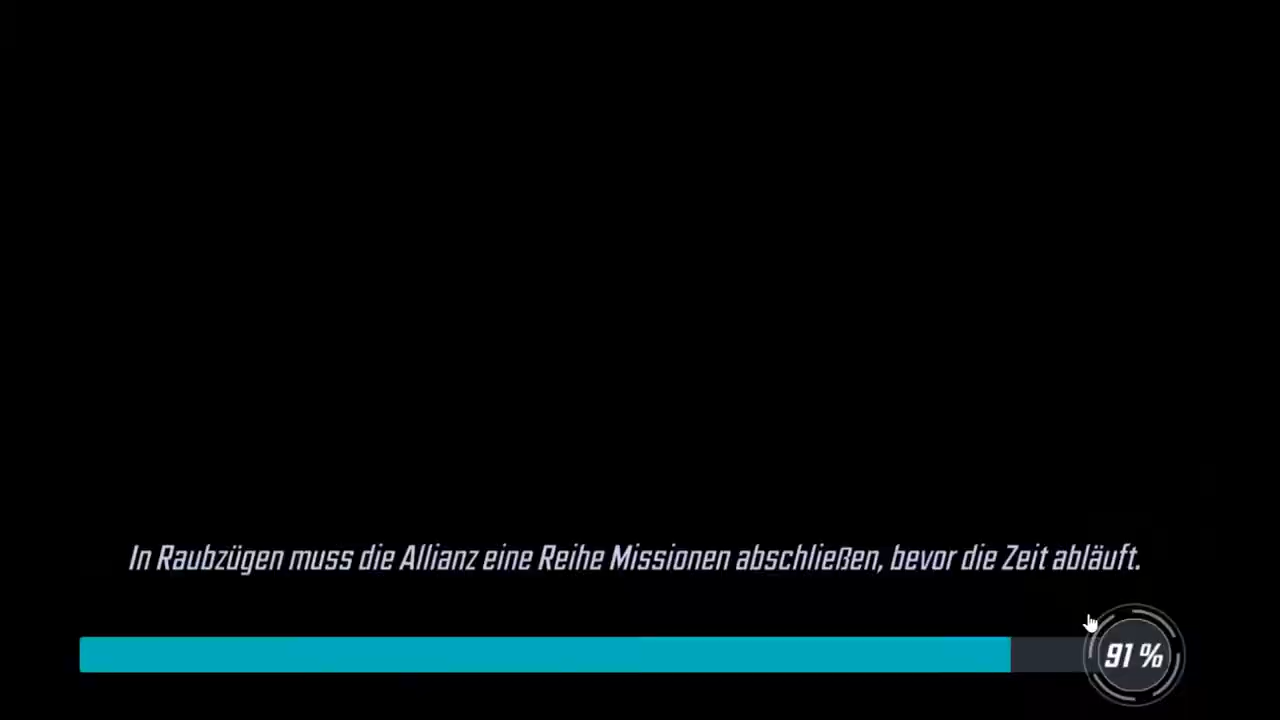 In Raubzügen muss die Allianz eine Reihe Missionen abschließen, bevor die Zeit abläuft.
91 %